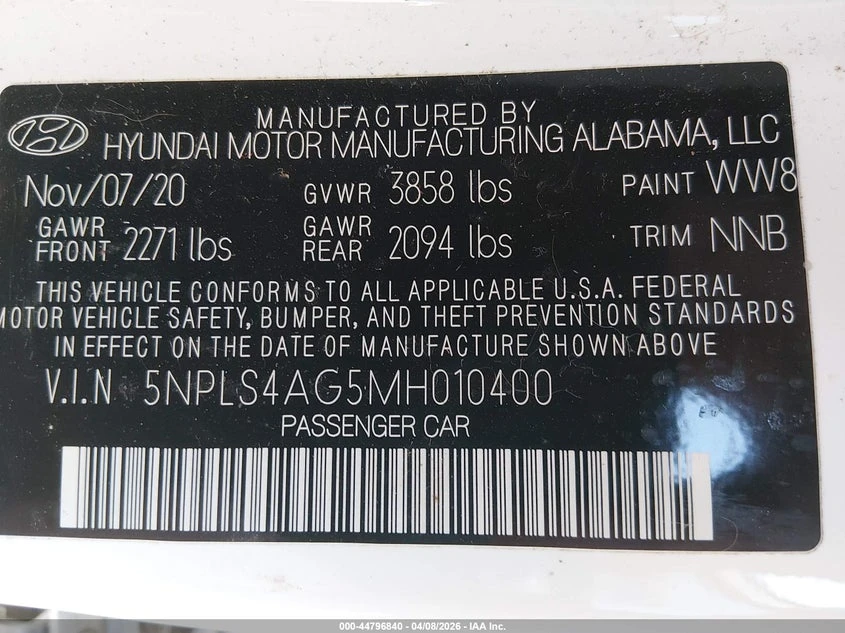 MANUFACTURED BY
HYUNDAI MOTOR MANUFACTURING ALABAMA, LLC
Nov/07/20 GVWR 3858 lbs PAINT WW8
GAWR FRONT 2271 lbs GAWR REAR 2094 lbs TRIM NNB
THIS VEHICLE CONFORMS TO ALL APPLICABLE U.S.A. FEDERAL
MOTOR VEHICLE SAFETY, BUMPER, AND THEFT PREVENTION STANDARDS
IN EFFECT ON THE DATE OF MANUFACTURE SHOWN ABOVE
V.I.N. 5NPLS4AG5MH010400
PASSENGER CAR
000-44796840 - 04/08/2026 - IAA Inc.